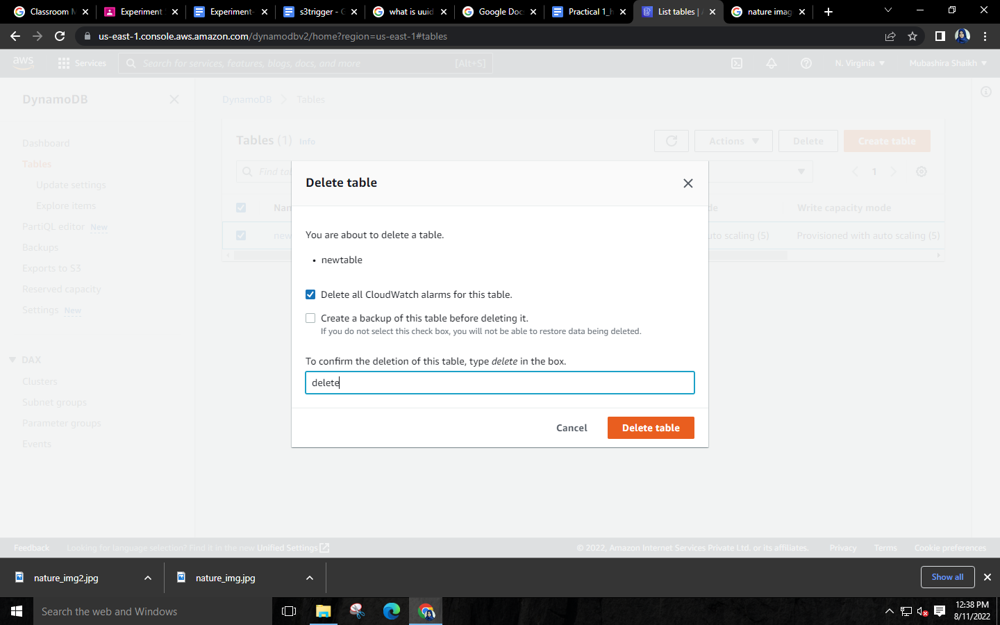 Classroom M
Experiment
Experiment-
s3trigger - G
what is uuid
Google Doc
Practical 1_h
List tables |
nature imag
us-east-1.console.aws.amazon.com/dynamodbv2/home?region=us-east-1#tables
aws
Services
Search for services, features, blogs, docs, and more
[Alt+S]
N. Virginia
Mubashira Shaikh
DynamoDB
DynamoDB > Tables
Dashboard
Tables
Update settings
Explore items
PartiQL editor New
Backups
Exports to S3
Reserved capacity
Settings New
DAX
Clusters
Subnet groups
Parameter groups
Events
Tables (1) Info
Actions
Delete
Create table
Find tab
1
Nam
de
Write capacity mode
new
uto scaling (5)
Provisioned with auto scaling (5)
Delete table
You are about to delete a table.
• newtable
Delete all CloudWatch alarms for this table.
Create a backup of this table before deleting it.
If you do not select this check box, you will not be able to restore data being deleted.
To confirm the deletion of this table, type delete in the box.
delete
Cancel
Delete table
Feedback
Looking for language selection? Find it in the new Unified Settings
© 2022, Amazon Internet Services Private Ltd. or its affiliates.
Privacy
Terms
Cookie preferences
nature_img2.jpg
nature_img.jpg
Show all
Search the web and Windows
12:38 PM
8/11/2022